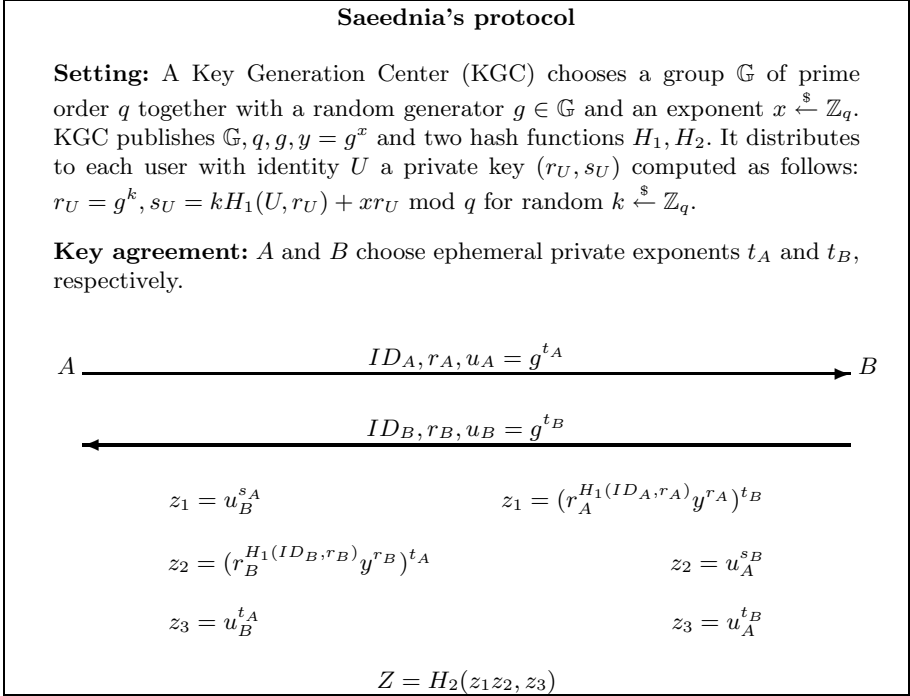 Saeednia's protocol
Setting: A Key Generation Center (KGC) chooses a group 𝔾 of prime
order q together with a random generator g ∈ 𝔾 and an exponent x ←$ ℤ_q.
KGC publishes 𝔾, q, g, y = g^x and two hash functions H_1, H_2. It distributes
to each user with identity U a private key (r_U, s_U) computed as follows:
r_U = g^k, s_U = kH_1(U, r_U) + xr_U mod q for random k ←$ ℤ_q.
Key agreement: A and B choose ephemeral private exponents t_A and t_B,
respectively.
ID_A, r_A, u_A = g^{t_A}
A B
ID_B, r_B, u_B = g^{t_B}
z_1 = u_B^{s_A} z_1 = (r_A^{H_1(ID_A,r_A)} y^{r_A})^{t_B}
z_2 = (r_B^{H_1(ID_B,r_B)} y^{r_B})^{t_A} z_2 = u_A^{s_B}
z_3 = u_B^{t_A} z_3 = u_A^{t_B}
Z = H_2(z_1z_2, z_3)